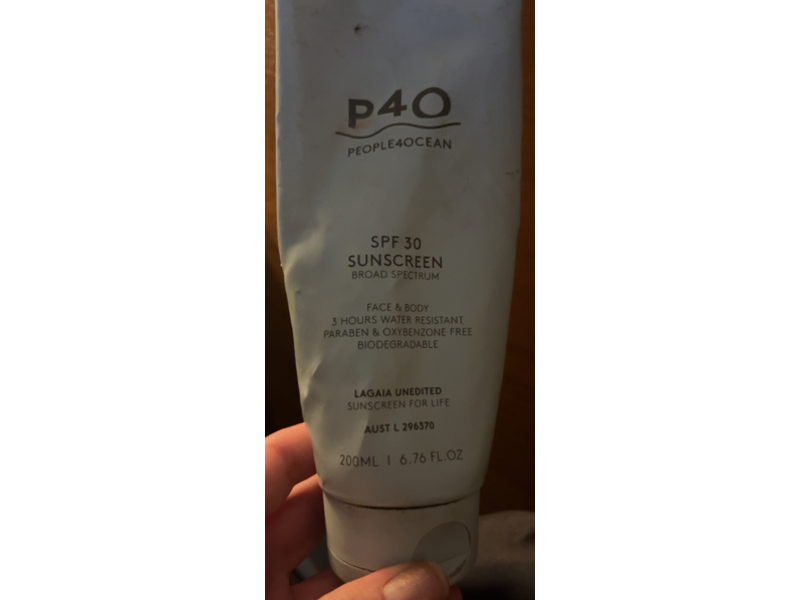 P4O
PEOPLE4OCEAN
SPF 30
SUNSCREEN
BROAD SPECTRUM
FACE & BODY
3 HOURS WATER RESISTANT
PARABEN & OXYBENZONE FREE
BIODEGRADABLE
LAGAIA UNEDITED
SUNSCREEN FOR LIFE
AUST L 296370
200ML | 6.76 FL.OZ